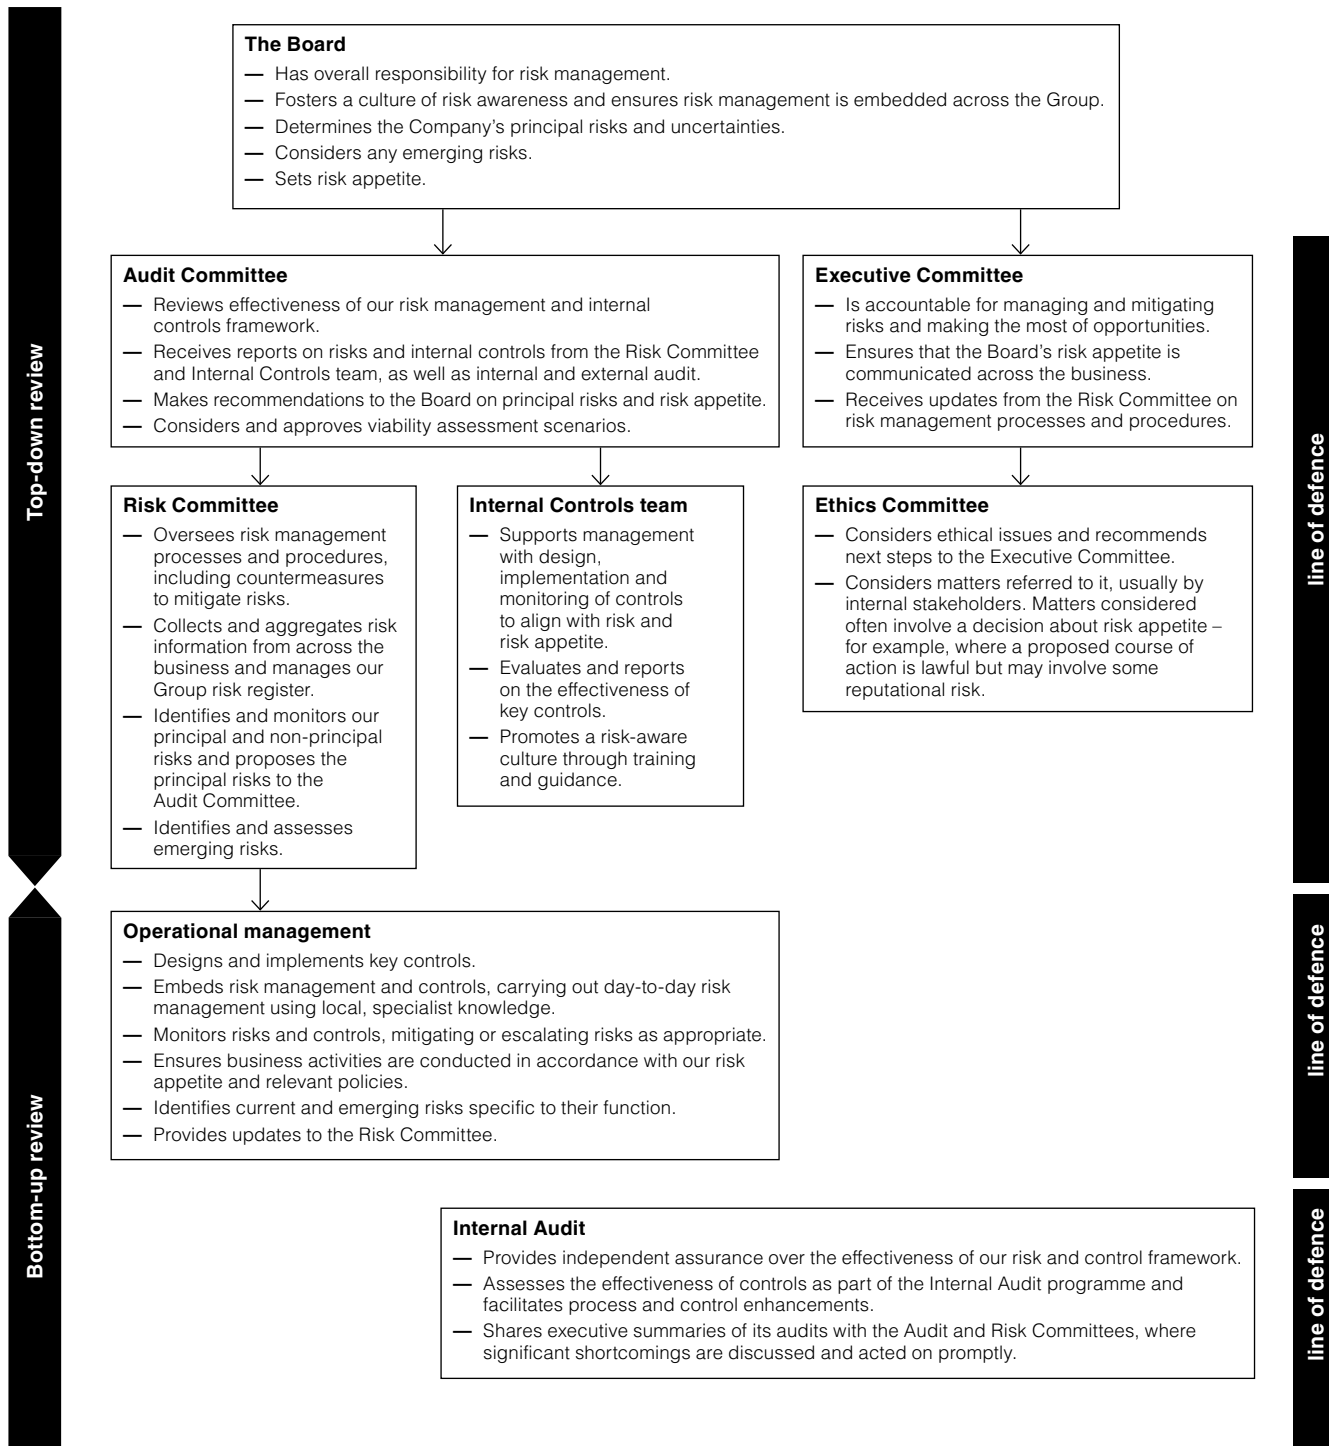 The Board
— Has overall responsibility for risk management.
— Fosters a culture of risk awareness and ensures risk management is embedded across the Group.
— Determines the Company’s principal risks and uncertainties.
— Considers any emerging risks.
— Sets risk appetite.
Top-down review
Audit Committee
— Reviews effectiveness of our risk management and internal
controls framework.
— Receives reports on risks and internal controls from the Risk Committee
and Internal Controls team, as well as internal and external audit.
— Makes recommendations to the Board on principal risks and risk appetite.
— Considers and approves viability assessment scenarios.
Executive Committee
— Is accountable for managing and mitigating
risks and making the most of opportunities.
— Ensures that the Board’s risk appetite is
communicated across the business.
— Receives updates from the Risk Committee on
risk management processes and procedures.
line of defence
Risk Committee
— Oversees risk management
processes and procedures,
including countermeasures
to mitigate risks.
— Collects and aggregates risk
information from across the
business and manages our
Group risk register.
— Identifies and monitors our
principal and non-principal
risks and proposes the
principal risks to the
Audit Committee.
— Identifies and assesses
emerging risks.
Internal Controls team
— Supports management
with design,
implementation and
monitoring of controls
to align with risk and
risk appetite.
— Evaluates and reports
on the effectiveness of
key controls.
— Promotes a risk-aware
culture through training
and guidance.
Ethics Committee
— Considers ethical issues and recommends
next steps to the Executive Committee.
— Considers matters referred to it, usually by
internal stakeholders. Matters considered
often involve a decision about risk appetite –
for example, where a proposed course of
action is lawful but may involve some
reputational risk.
Bottom-up review
Operational management
— Designs and implements key controls.
— Embeds risk management and controls, carrying out day-to-day risk
management using local, specialist knowledge.
— Monitors risks and controls, mitigating or escalating risks as appropriate.
— Ensures business activities are conducted in accordance with our risk
appetite and relevant policies.
— Identifies current and emerging risks specific to their function.
— Provides updates to the Risk Committee.
line of defence
Internal Audit
— Provides independent assurance over the effectiveness of our risk and control framework.
— Assesses the effectiveness of controls as part of the Internal Audit programme and
facilitates process and control enhancements.
— Shares executive summaries of its audits with the Audit and Risk Committees, where
significant shortcomings are discussed and acted on promptly.
line of defence